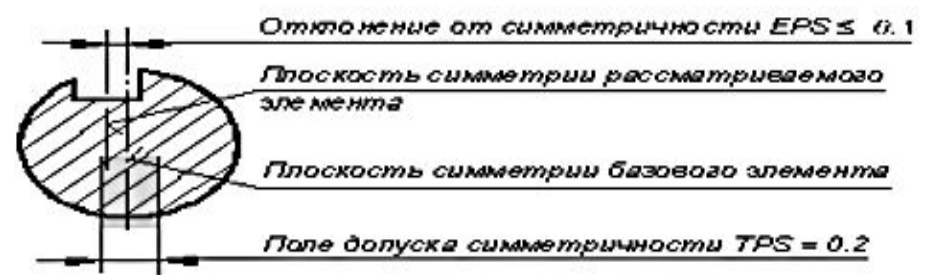 Отклонение от симметричности EPS ≤ 0.1
Плоскость симметрии рассматриваемого
элемента
Плоскость симметрии базового элемента
Поле допуска симметричности TPS = 0.2